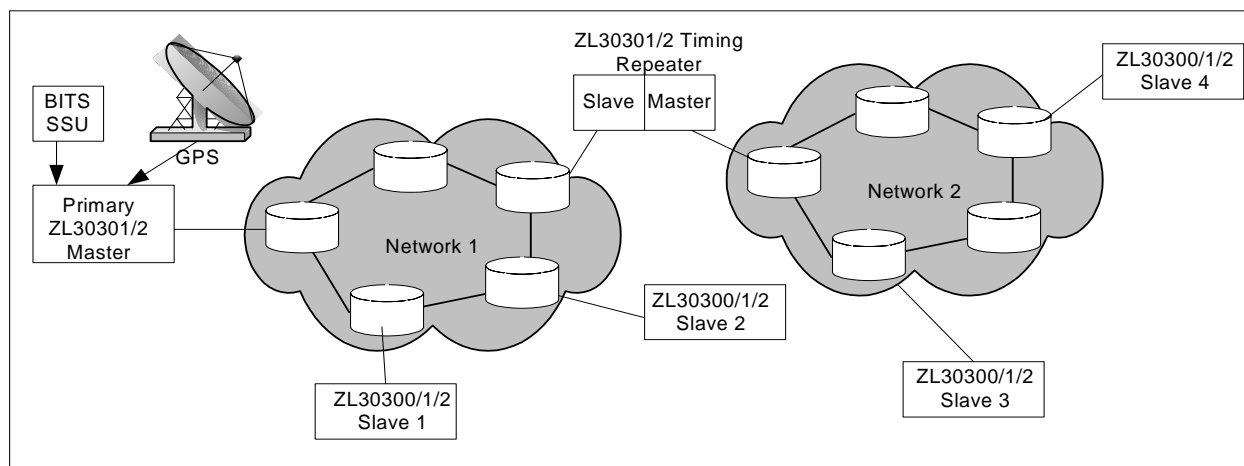 BITS
SSU
GPS
Primary
ZL30301/2
Master
Network 1
ZL30300/1/2
Slave 1
ZL30300/1/2
Slave 2
ZL30301/2 Timing
Repeater
Slave
Master
Network 2
ZL30300/1/2
Slave 3
ZL30300/1/2
Slave 4